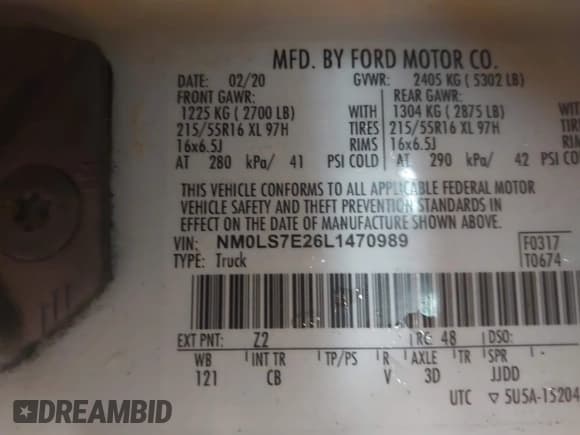 MFD. BY FORD MOTOR CO.
DATE: 02/20 GVWR: 2405 KG ( 5302 LB)
FRONT GAWR: REAR GAWR:
1225 KG ( 2700 LB) WITH 1304 KG ( 2875 LB) WITH
215/55R16 XL 97H TIRES 215/55R16 XL 97H TIRES
16x6.5J RIMS 16x6.5J RIMS
AT 280 kPa/ 41 PSI COLD AT 290 kPa/ 42 PSI COLD
THIS VEHICLE CONFORMS TO ALL APPLICABLE FEDERAL MOTOR
VEHICLE SAFETY AND THEFT PREVENTION STANDARDS IN
EFFECT ON THE DATE OF MANUFACTURE SHOWN ABOVE.
VIN: NM0LS7E26L1470989 F0317
TYPE: Truck T0674
EXT PNT: Z2 RC: 48 DSO:
WB INT TR TP/PS R AXLE TR SPR
121 CB V 3D JJDD
UTC ▽ 5U5A-15204
DREAMBID